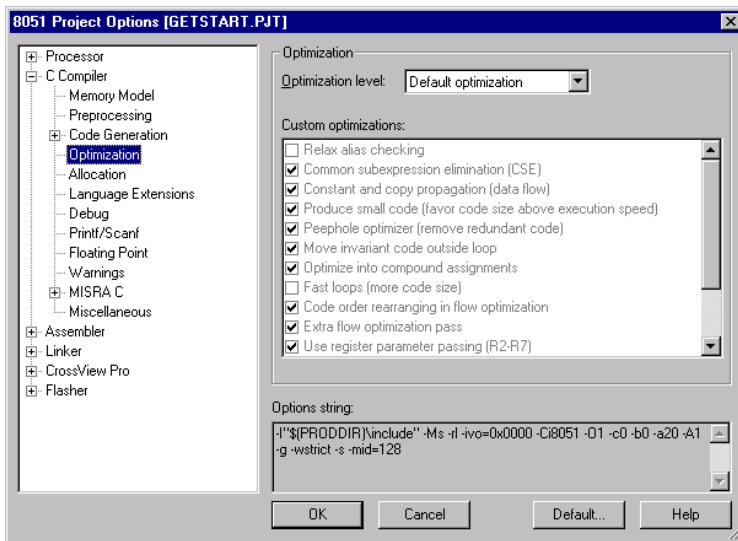 8051 Project Options [GETSTART.PJT]
Processor
C Compiler
Memory Model
Preprocessing
Code Generation
Optimization
Allocation
Language Extensions
Debug
Printf/Scanf
Floating Point
Warnings
MISRA C
Miscellaneous
Assembler
Linker
CrossView Pro
Flasher
Optimization
Optimization level:
Default optimization
Custom optimizations:
Relax alias checking
Common subexpression elimination (CSE)
Constant and copy propagation (data flow)
Produce small code (favor code size above execution speed)
Peephole optimizer (remove redundant code)
Move invariant code outside loop
Optimize into compound assignments
Fast loops (more code size)
Code order rearranging in flow optimization
Extra flow optimization pass
Use register parameter passing (R2-R7)
Options string:
-I"$(PRODDIR)\include" -Ms -rl -ivo=0x0000 -Ci8051 -O1 -c0 -b0 -a20 -A1
-g -wstrict -s -mid=128
OK
Cancel
Default...
Help